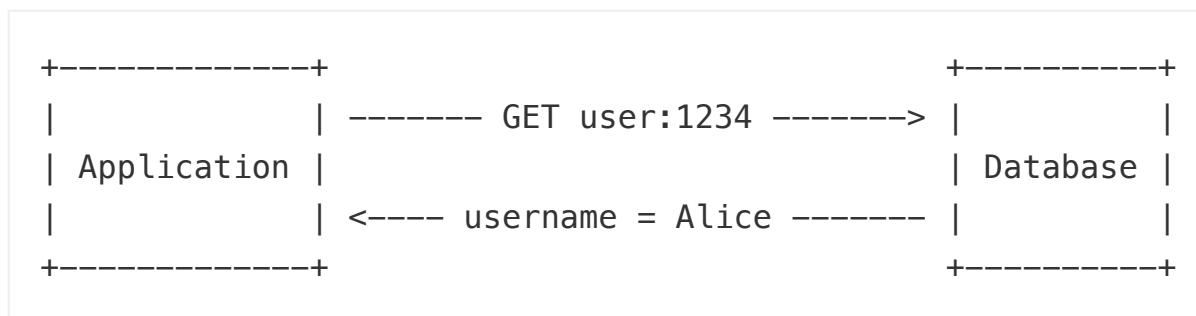 +-------------+                                +----------+
|             | ------- GET user:1234 -------> |          |
| Application |                                | Database |
|             | <---- username = Alice ------- |          |
+-------------+                                +----------+